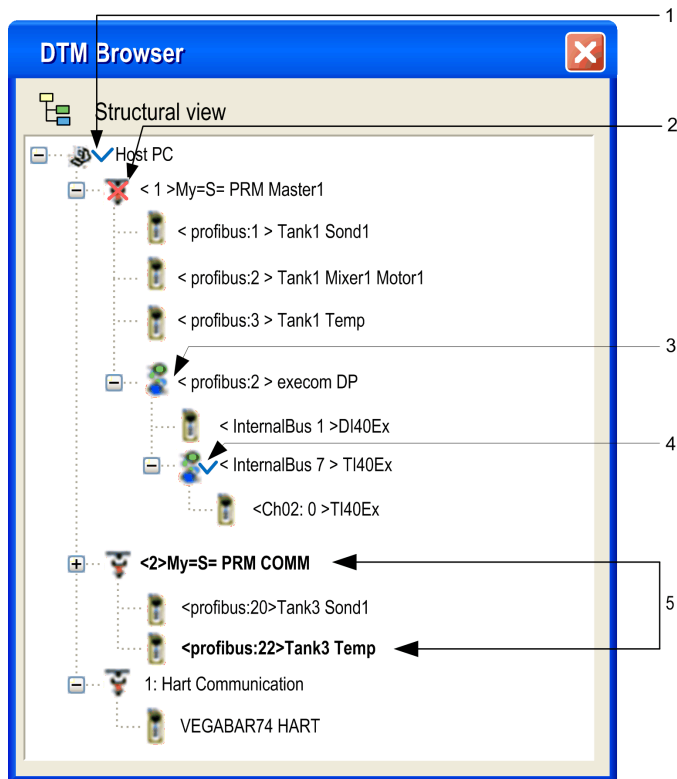 1
DTM Browser
Structural view
2
Host PC
< 1 >My=S= PRM Master1
< profibus:1 > Tank1 Sond1
< profibus:2 > Tank1 Mixer1 Motor1
< profibus:3 > Tank1 Temp
3
< profibus:2 > execom DP
< InternalBus 1 >DI40Ex
4
< InternalBus 7 > TI40Ex
<Ch02: 0 >TI40Ex
<2>My=S= PRM COMM
5
<profibus:20>Tank3 Sond1
<profibus:22>Tank3 Temp
1: Hart Communication
VEGABAR74 HART